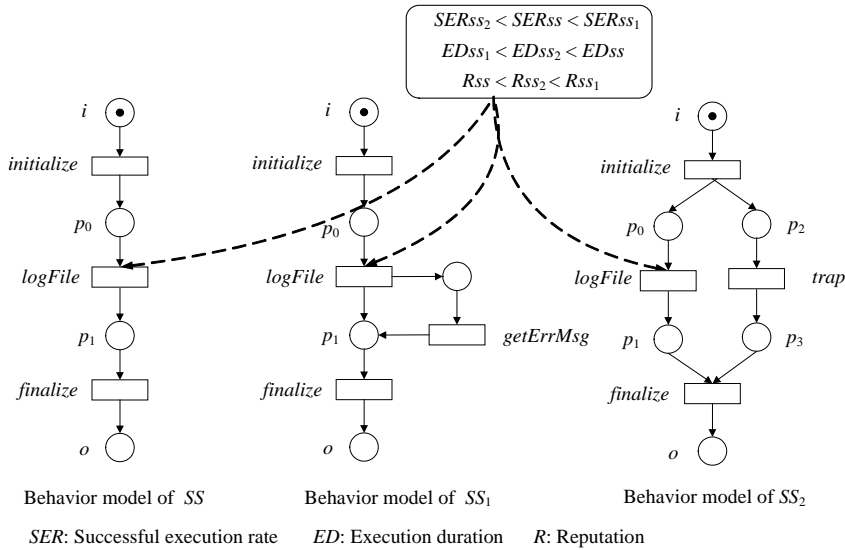 SERss₂ < SERss < SERss₁
EDss₁ < EDss₂ < EDss
Rss < Rss₂ < Rss₁
i
initialize
p₀
logFile
p₁
finalize
o
Behavior model of SS
i
initialize
p₀
logFile
p₁
getErrMsg
finalize
o
Behavior model of SS₁
i
initialize
p₀
p₂
logFile
trap
p₁
p₃
finalize
o
Behavior model of SS₂
SER: Successful execution rate ED: Execution duration R: Reputation